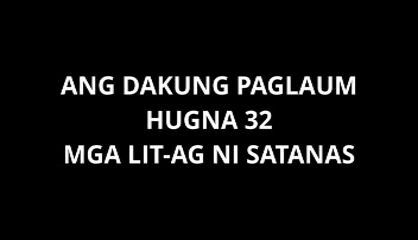 ANG DAKUNG PAGLAUM
HUGNA 32
MGA LIT-AG NI SATANAS